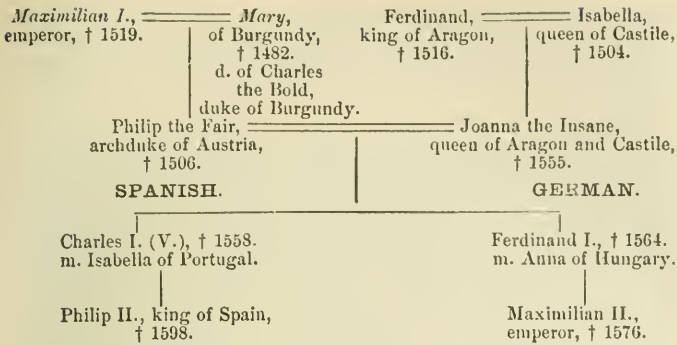 Maximilian I., Mary, Ferdinand, Isabella,
emperor, † 1519. of Burgundy, king of Aragon, queen of Castile,
† 1482. † 1516. † 1504.
d. of Charles
the Bold,
duke of Burgundy.
Philip the Fair, Joanna the Insane,
archduke of Austria, queen of Aragon and Castile,
† 1506. † 1555.
SPANISH. GERMAN.
Charles I. (V.), † 1558. Ferdinand I., † 1564.
m. Isabella of Portugal. m. Anna of Hungary.
Philip II., king of Spain, Maximilian II.,
† 1598. emperor, † 1576.